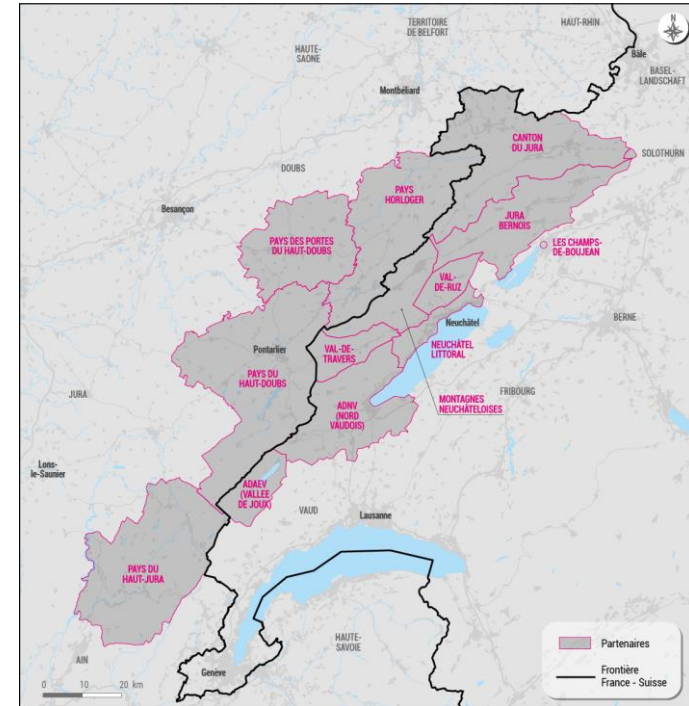 TERRITOIRE
DE BELFORT
HAUT-RHIN
N
HAUTE-
SAONE
Bâle
BASEL-
LANDSCHAFT
Montbéliard
CANTON
DU JURA
SOLOTHURN
DOUBS
PAYS
HORLOGER
Besançon
JURA
BERNOIS
PAYS DES PORTES
DU HAUT-DOUBS
LES CHAMPS-
DE-BOUJEAN
VAL-
DE-RUZ
BERNE
Neuchâtel
NEUCHÂTEL
LITTORAL
Pontarlier
VAL-DE-
TRAVERS
PAYS DU
HAUT-DOUBS
JURA
FRIBOURG
MONTAGNES
NEUCHÂTELOISES
ADNV
(NORD
VAUDOIS)
Lons-
le-Saunier
ADAEV
(VALLEE
DE JOUX)
VAUD
Lausanne
PAYS DU
HAUT-JURA
HAUTE-
SAVOIE
AIN
Genève
Partenaires
Frontière
France - Suisse
0 10 20 km